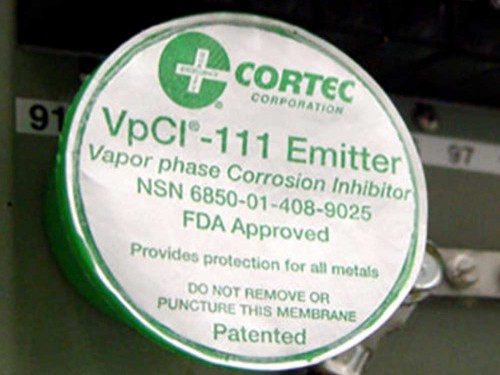 CORTEC
CORPORATION
VpCI®-111 Emitter
Vapor phase Corrosion Inhibitor
NSN 6850-01-408-9025
FDA Approved
Provides protection for all metals
DO NOT REMOVE OR
PUNCTURE THIS MEMBRANE
Patented
91
97